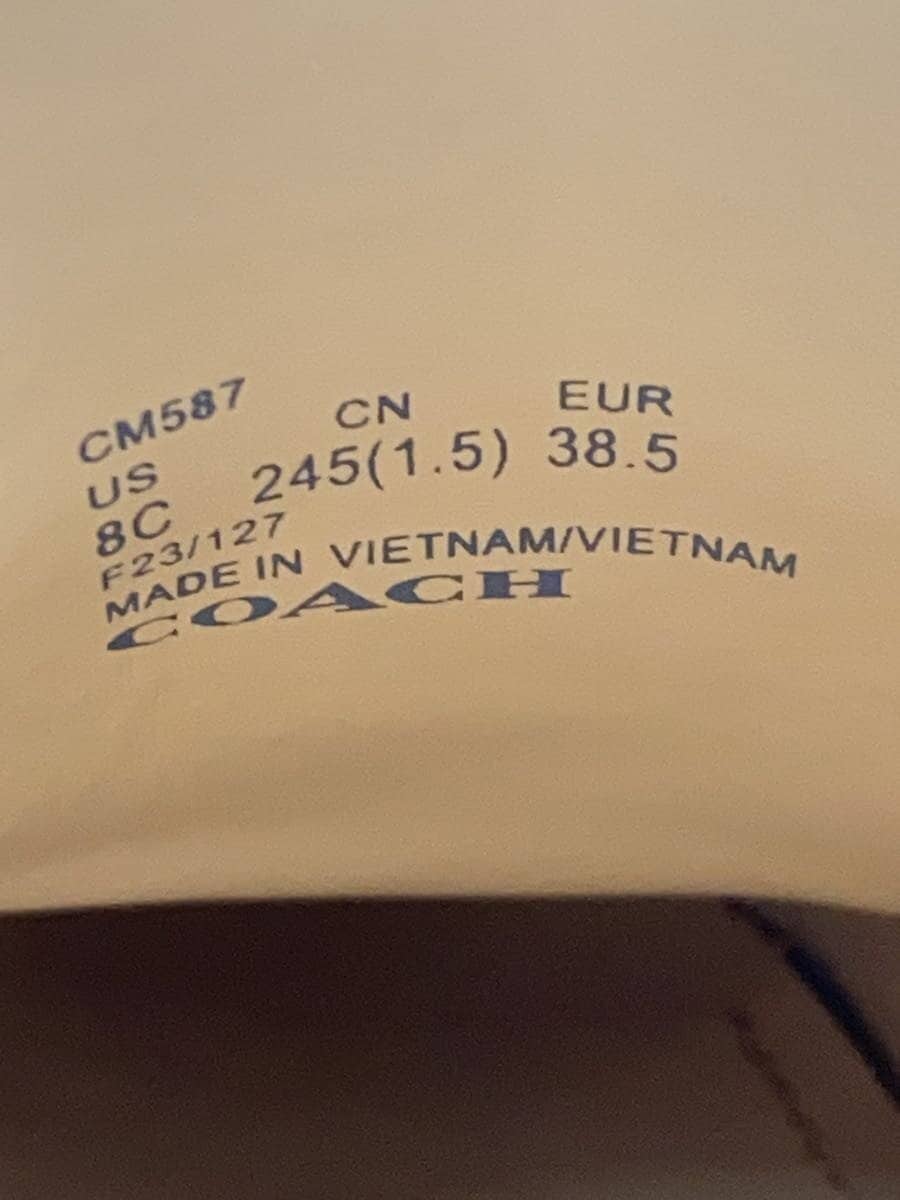 CM587
US CN EUR
8C 245(1.5) 38.5
F23/127
MADE IN VIETNAM/VIETNAM
COACH